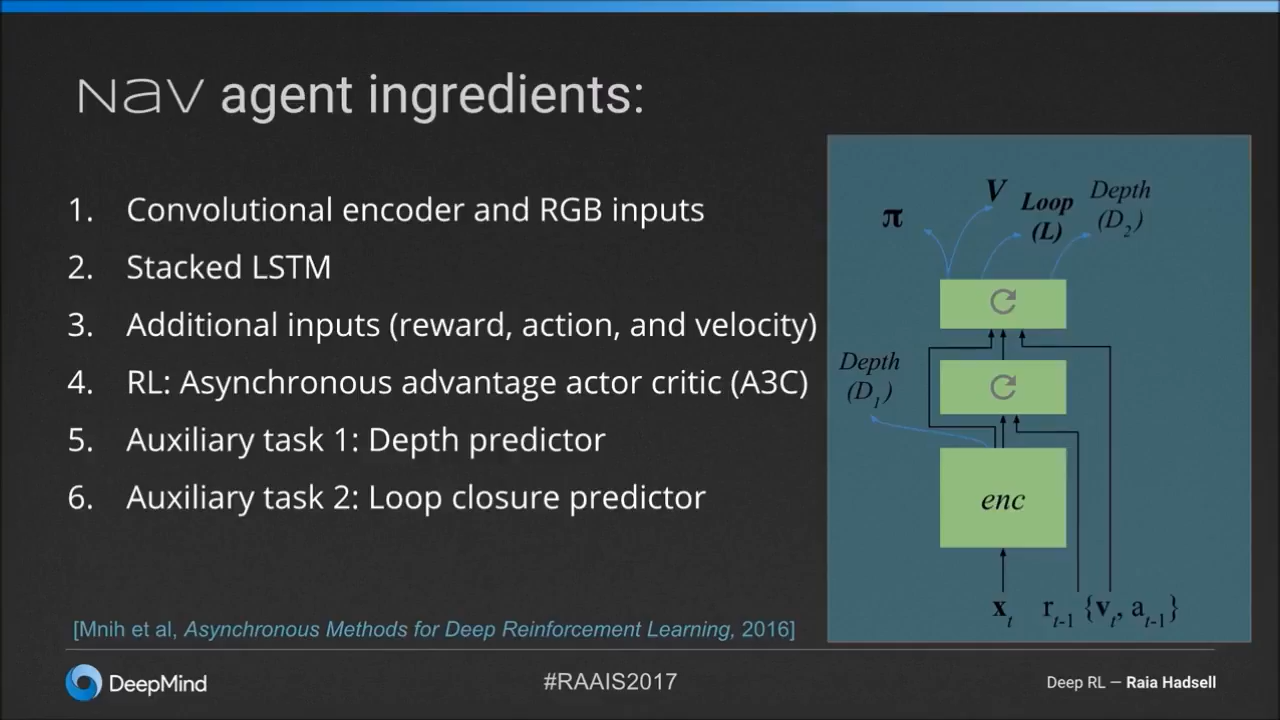 Nav agent ingredients:
1. Convolutional encoder and RGB inputs
2. Stacked LSTM
3. Additional inputs (reward, action, and velocity)
4. RL: Asynchronous advantage actor critic (A3C)
5. Auxiliary task 1: Depth predictor
6. Auxiliary task 2: Loop closure predictor
[Mnih et al, Asynchronous Methods for Deep Reinforcement Learning, 2016]
π
V
Loop
(L)
Depth
(D₂)
Depth
(D₁)
enc
xₜ rₜ₋₁ {vₜ, aₜ₋₁}
DeepMind
#RAAIS2017
Deep RL — Raia Hadsell